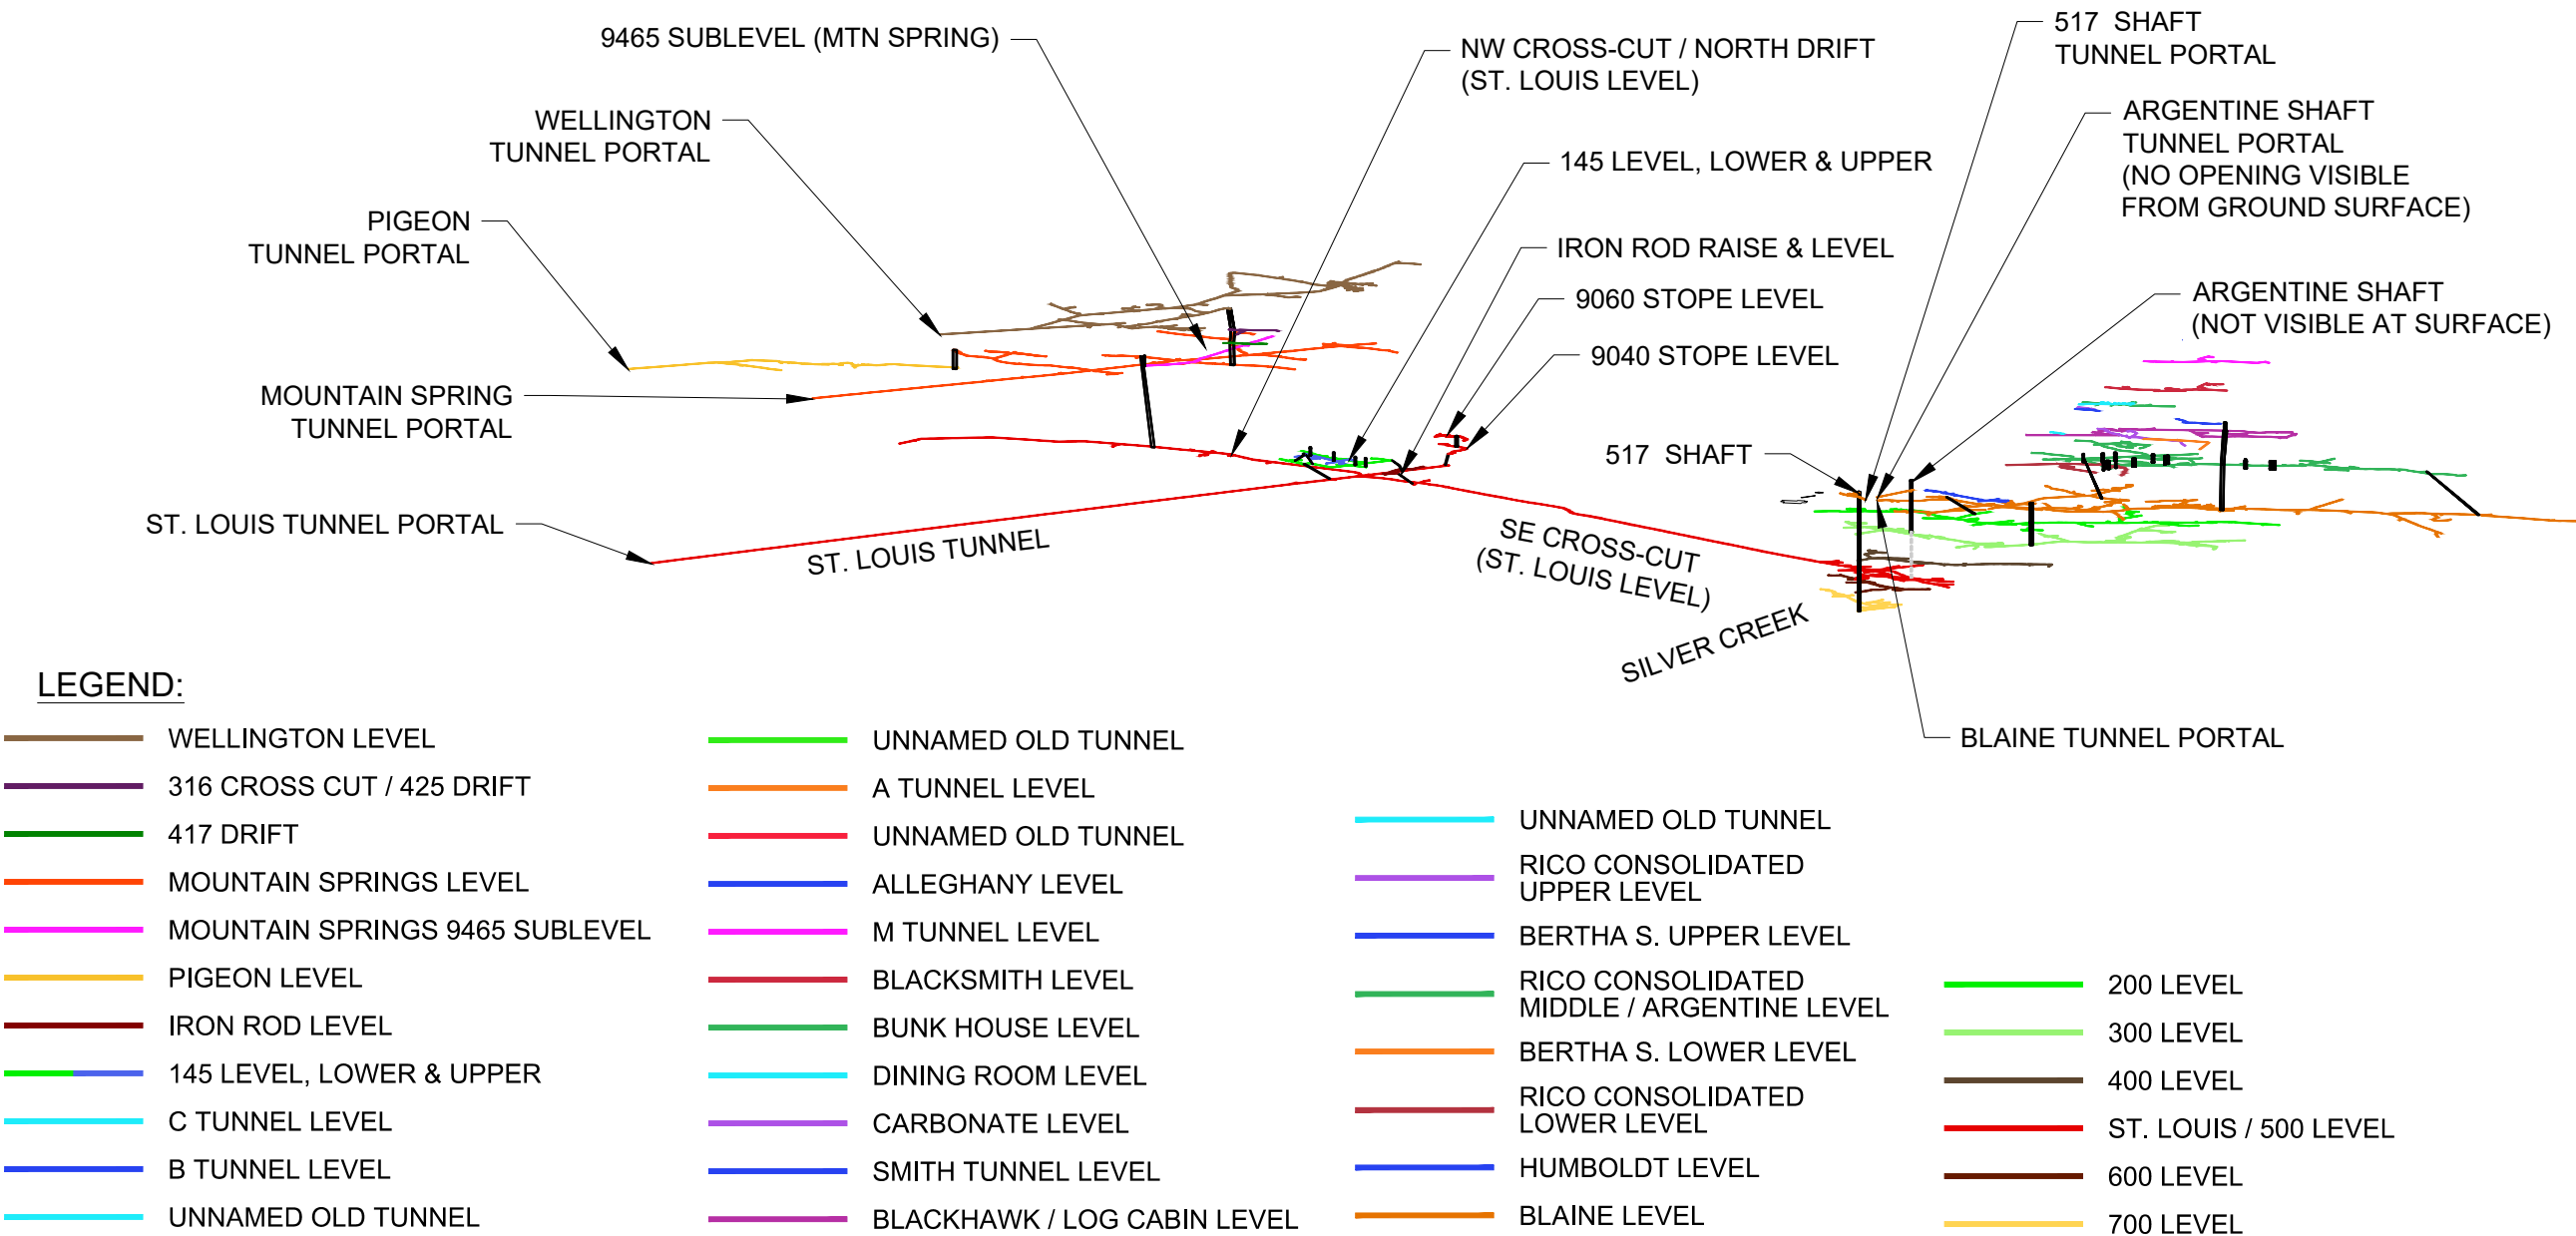 9465 SUBLEVEL (MTN SPRING)
WELLINGTON
TUNNEL PORTAL
PIGEON
TUNNEL PORTAL
MOUNTAIN SPRING
TUNNEL PORTAL
ST. LOUIS TUNNEL PORTAL
ST. LOUIS TUNNEL
NW CROSS-CUT / NORTH DRIFT
(ST. LOUIS LEVEL)
145 LEVEL, LOWER & UPPER
IRON ROD RAISE & LEVEL
9060 STOPE LEVEL
9040 STOPE LEVEL
517 SHAFT
SE CROSS-CUT
(ST. LOUIS LEVEL)
SILVER CREEK
517 SHAFT
TUNNEL PORTAL
ARGENTINE SHAFT
TUNNEL PORTAL
(NO OPENING VISIBLE
FROM GROUND SURFACE)
ARGENTINE SHAFT
(NOT VISIBLE AT SURFACE)
BLAINE TUNNEL PORTAL
LEGEND:
WELLINGTON LEVEL
316 CROSS CUT / 425 DRIFT
417 DRIFT
MOUNTAIN SPRINGS LEVEL
MOUNTAIN SPRINGS 9465 SUBLEVEL
PIGEON LEVEL
IRON ROD LEVEL
145 LEVEL, LOWER & UPPER
C TUNNEL LEVEL
B TUNNEL LEVEL
UNNAMED OLD TUNNEL
UNNAMED OLD TUNNEL
A TUNNEL LEVEL
UNNAMED OLD TUNNEL
ALLEGHANY LEVEL
M TUNNEL LEVEL
BLACKSMITH LEVEL
BUNK HOUSE LEVEL
DINING ROOM LEVEL
CARBONATE LEVEL
SMITH TUNNEL LEVEL
BLACKHAWK / LOG CABIN LEVEL
UNNAMED OLD TUNNEL
RICO CONSOLIDATED
UPPER LEVEL
BERTHA S. UPPER LEVEL
RICO CONSOLIDATED
MIDDLE / ARGENTINE LEVEL
BERTHA S. LOWER LEVEL
RICO CONSOLIDATED
LOWER LEVEL
HUMBOLDT LEVEL
BLAINE LEVEL
200 LEVEL
300 LEVEL
400 LEVEL
ST. LOUIS / 500 LEVEL
600 LEVEL
700 LEVEL